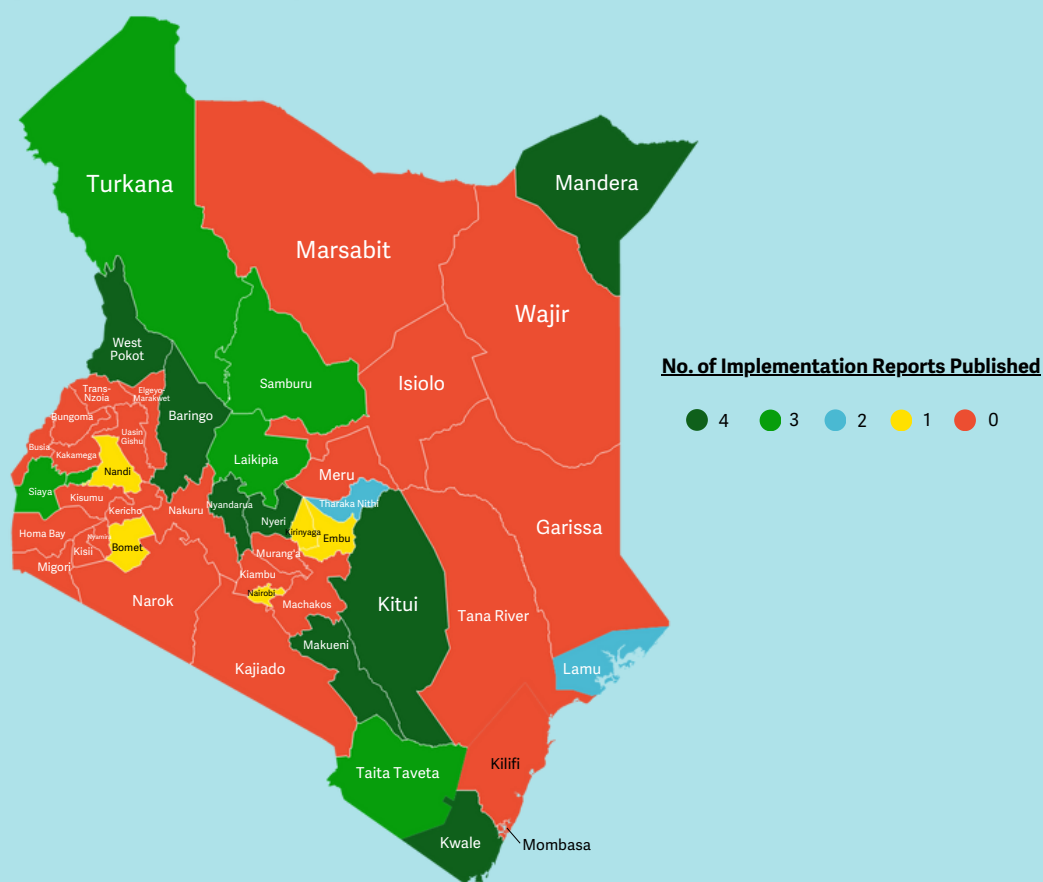 Turkana
Mandera
Marsabit
Wajir
West
Pokot
No. of Implementation Reports Published
4
3
2
1
0
Samburu
Isiolo
Trans-
Nzoia
Elgeyo-
Marakwet
Baringo
Bungoma
Uasin
Gishu
Busia
Kakamega
Nandi
Laikipia
Meru
Siaya
Kisumu
Kericho
Nakuru
Nyandarua
Nyeri
Tharaka Nithi
Garissa
Homa Bay
Nyamira
Kirinyaga
Embu
Kisii
Bomet
Murang'a
Migori
Kiambu
Narok
Nairobi
Machakos
Kitui
Tana River
Makueni
Kajiado
Lamu
Taita Taveta
Kilifi
Kwale
Mombasa